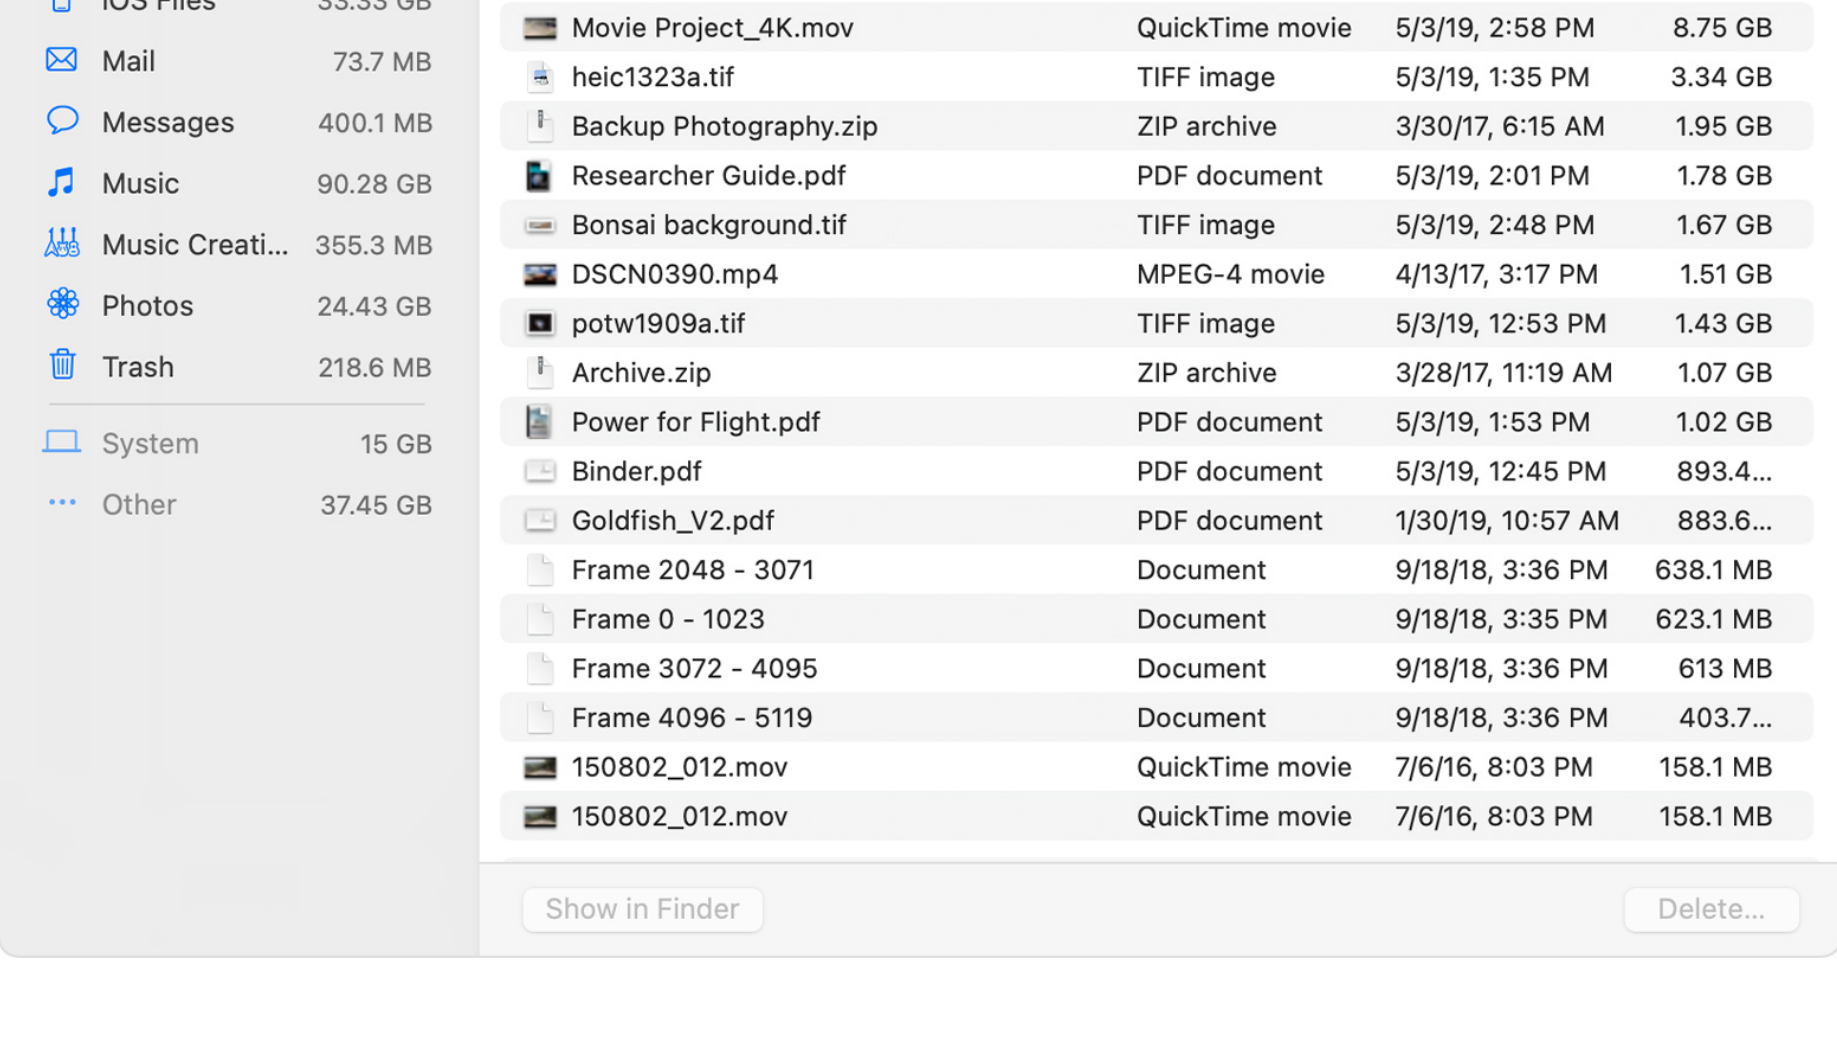 iOS Files 33.33 GB
Mail 73.7 MB
Messages 400.1 MB
Music 90.28 GB
Music Creati... 355.3 MB
Photos 24.43 GB
Trash 218.6 MB
System 15 GB
Other 37.45 GB
Movie Project_4K.mov QuickTime movie 5/3/19, 2:58 PM 8.75 GB
heic1323a.tif TIFF image 5/3/19, 1:35 PM 3.34 GB
Backup Photography.zip ZIP archive 3/30/17, 6:15 AM 1.95 GB
Researcher Guide.pdf PDF document 5/3/19, 2:01 PM 1.78 GB
Bonsai background.tif TIFF image 5/3/19, 2:48 PM 1.67 GB
DSCN0390.mp4 MPEG-4 movie 4/13/17, 3:17 PM 1.51 GB
potw1909a.tif TIFF image 5/3/19, 12:53 PM 1.43 GB
Archive.zip ZIP archive 3/28/17, 11:19 AM 1.07 GB
Power for Flight.pdf PDF document 5/3/19, 1:53 PM 1.02 GB
Binder.pdf PDF document 5/3/19, 12:45 PM 893.4...
Goldfish_V2.pdf PDF document 1/30/19, 10:57 AM 883.6...
Frame 2048 - 3071 Document 9/18/18, 3:36 PM 638.1 MB
Frame 0 - 1023 Document 9/18/18, 3:35 PM 623.1 MB
Frame 3072 - 4095 Document 9/18/18, 3:36 PM 613 MB
Frame 4096 - 5119 Document 9/18/18, 3:36 PM 403.7...
150802_012.mov QuickTime movie 7/6/16, 8:03 PM 158.1 MB
150802_012.mov QuickTime movie 7/6/16, 8:03 PM 158.1 MB
Show in Finder Delete...